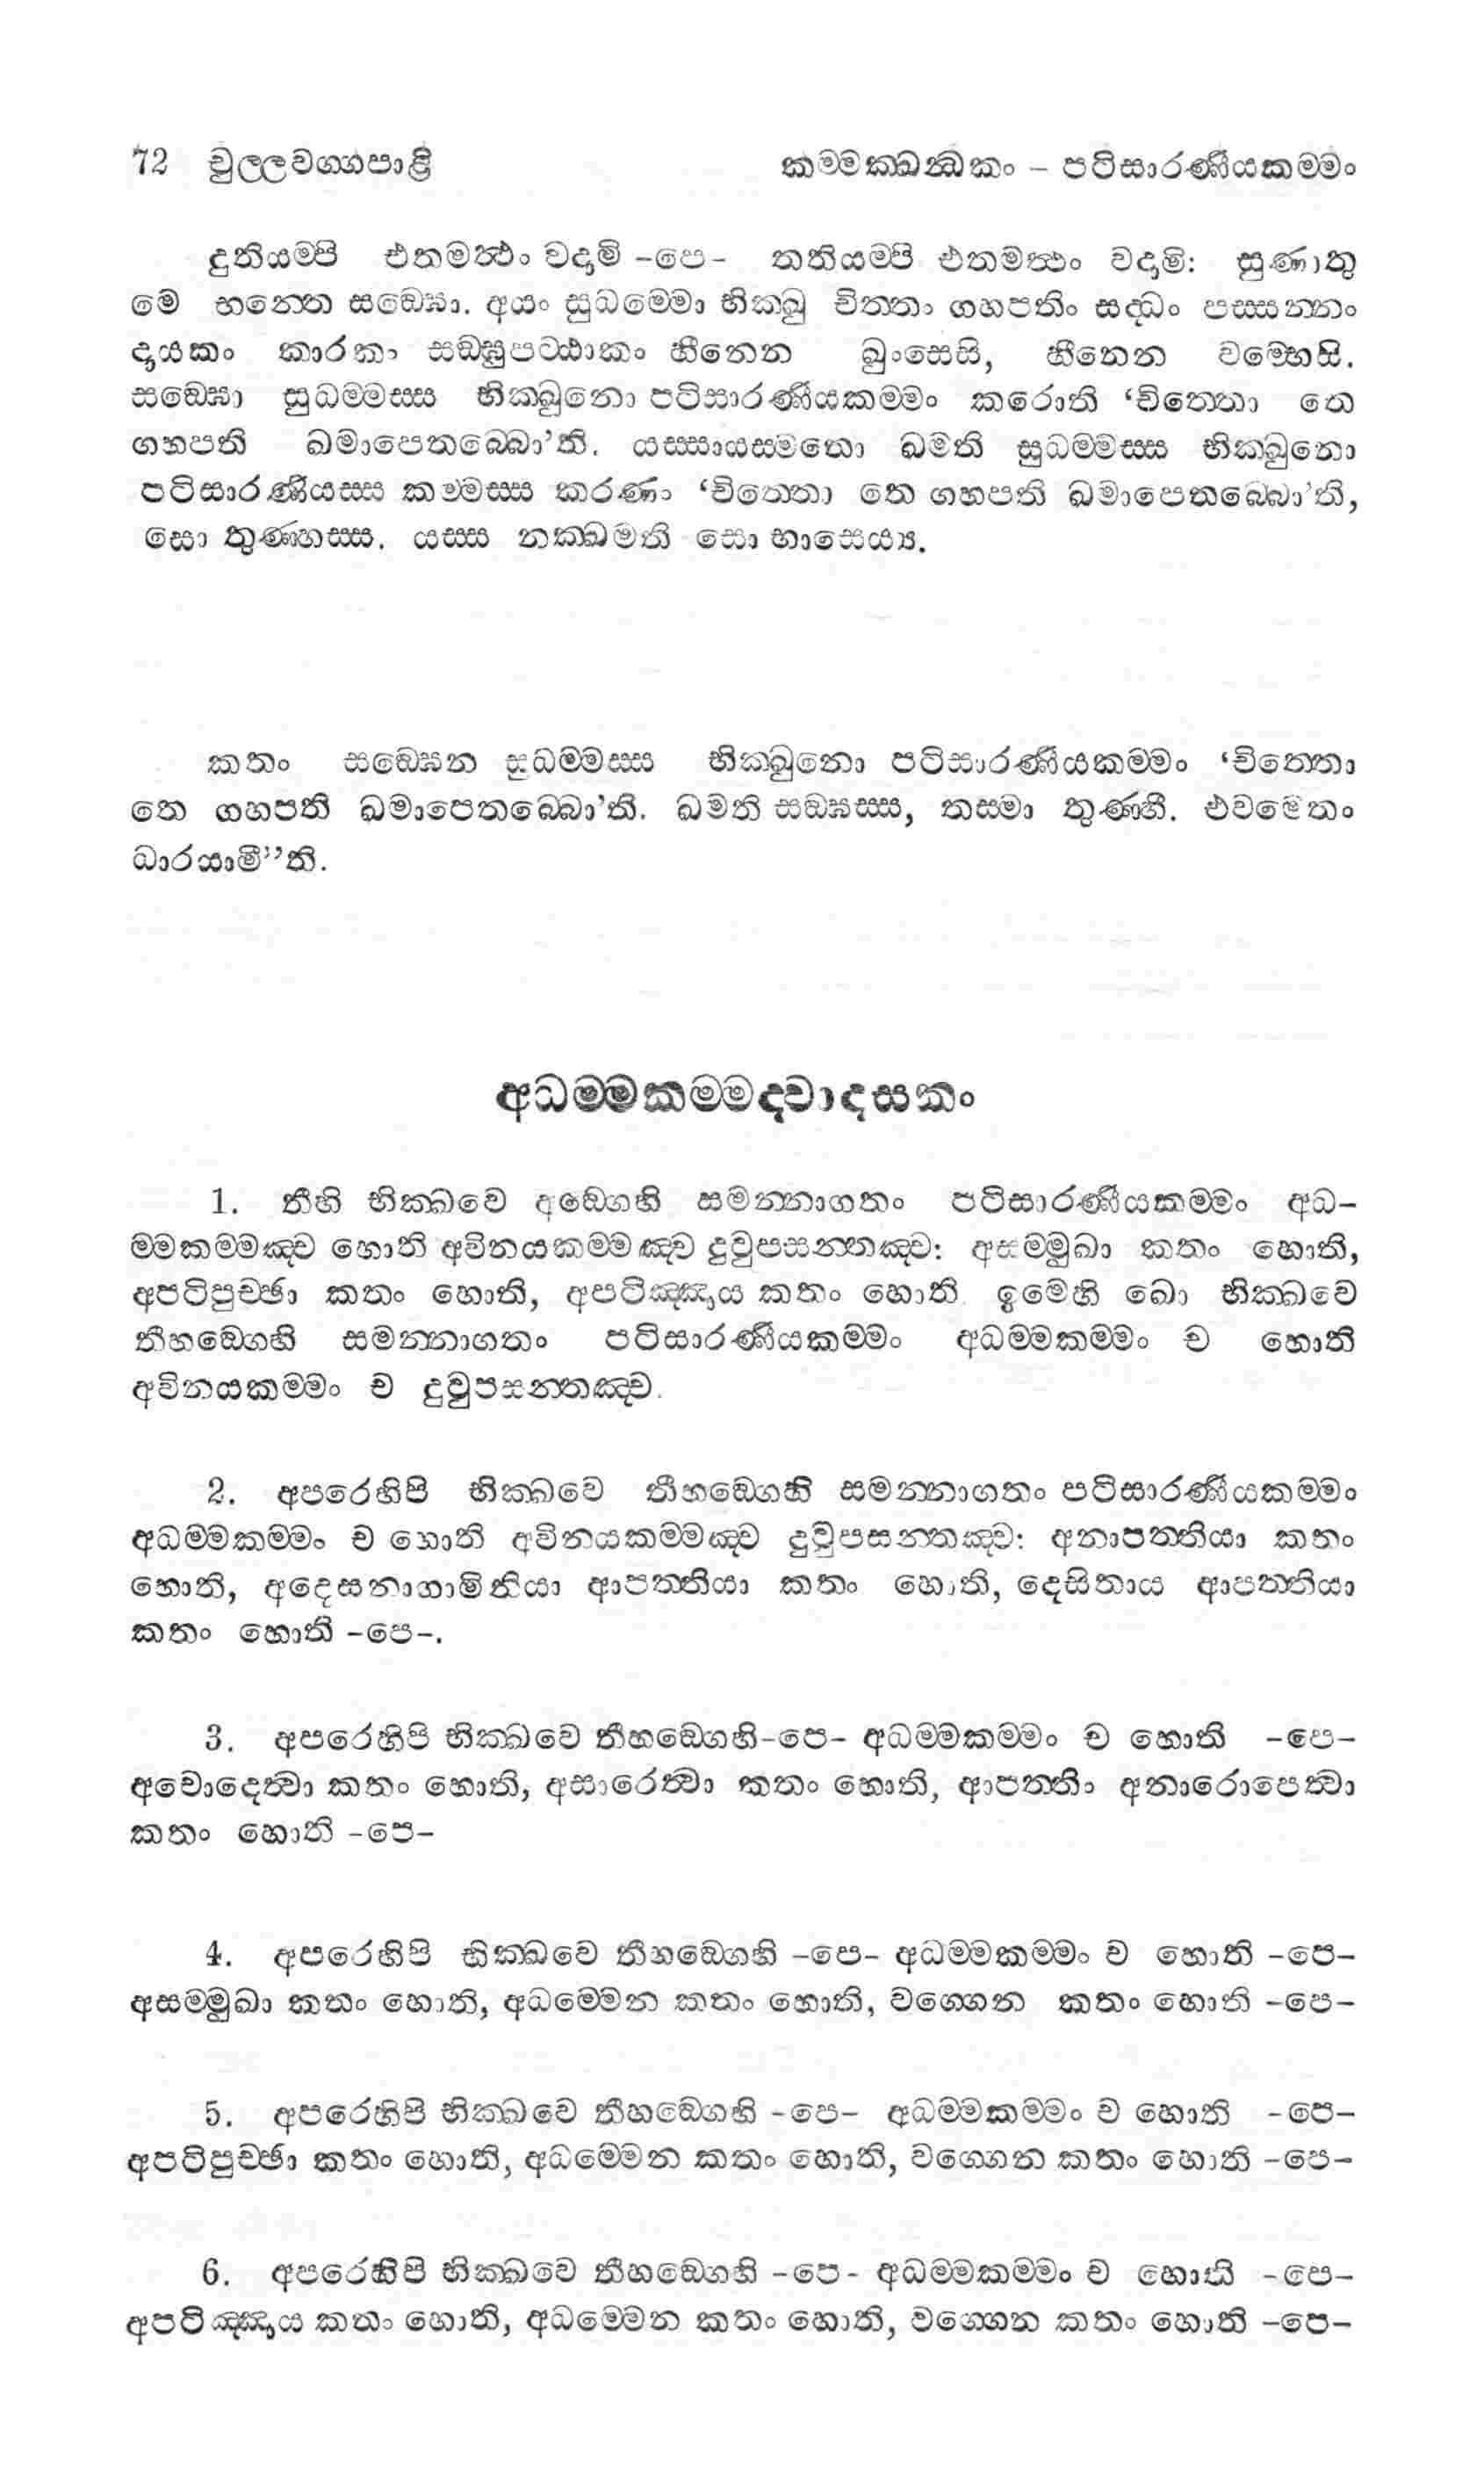 72 චුල්ලවග්ගපාළි කම්මක්ඛන්ධකං – පටිසාරණීයකම්මං
දුතියම්පි එතමත්ථං වදාමි -පෙ- තතියම්පි එතමත්ථං වදාමි: සුණාතු
මෙ භන්තෙ සඞ්ඝො. අයං සුධම්මො භික්ඛු චිත්තං ගහපතිං සද්ධං පස්සන්නං
දායකං කාරකං සඞ්ඝුපට්ඨාකං හීනෙන ඛුංසෙසි, හීනෙන වම්භෙසි.
සඞ්ඝො සුධම්මස්ස භික්ඛුනො පටිසාරණීයකම්මං කරොති ‘චිත්තො තෙ
ගහපති ඛමාපෙතබ්බො’ති. යස්සායස්මතො ඛමති සුධම්මස්ස භික්ඛුනො
පටිසාරණීයස්ස කම්මස්ස කරණං ‘චිත්තො තෙ ගහපති ඛමාපෙතබ්බො’ති,
සො තුණ්හස්ස. යස්ස නක්ඛමති සො භාසෙය්‍ය.
කතං සඞ්ඝෙන සුධම්මස්ස භික්ඛුනො පටිසාරණීයකම්මං ‘චිත්තො
තෙ ගහපති ඛමාපෙතබ්බො’ති. ඛමති සඞ්ඝස්ස, තස්මා තුණ්හී. එවමෙතං
ධාරයාමී”ති.
අධම්මකම්මද්වාදසකං
1. තීහි භික්ඛවෙ අඞ්ගෙහි සමන්නාගතං පටිසාරණීයකම්මං අධ–
ම්මකම්මඤ්ච හොති අවිනයකම්මඤ්ච දුවූපසන්තඤ්ච: අසම්මුඛා කතං හොති,
අපටිපුච්ඡා කතං හොති, අපටිඤ්ඤාය කතං හොති. ඉමෙහි ඛො භික්ඛවෙ
තීහඞ්ගෙහි සමන්නාගතං පටිසාරණීයකම්මං අධම්මකම්මං ච හොති
අවිනයකම්මං ච දුවූපසන්තඤ්ච.
2. අපරෙහිපි භික්ඛවෙ තීහඞ්ගෙහි සමන්නාගතං පටිසාරණීයකම්මං
අධම්මකම්මං ච හොති අවිනයකම්මඤ්ච දුවූපසන්තඤ්ච: අනාපත්තියා කතං
හොති, අදෙසනාගාමිනියා ආපත්තියා කතං හොති, දෙසිතාය ආපත්තියා
කතං හොති –පෙ–.
3. අපරෙහිපි භික්ඛවෙ තීහඞ්ගෙහි-පෙ- අධම්මකම්මං ච හොති –පෙ–
අචොදෙත්වා කතං හොති, අසාරෙත්වා කතං හොති, ආපත්තිං අනාරොපෙත්වා
කතං හොති –පෙ–
4. අපරෙහිපි භික්ඛවෙ තීහඞ්ගෙහි –පෙ– අධම්මකම්මං ච හොති –පෙ–
අසම්මුඛා කතං හොති, අධම්මෙන කතං හොති, වග්ගෙන කතං හොති –පෙ–
5. අපරෙහිපි භික්ඛවෙ තීහඞ්ගෙහි –පෙ– අධම්මකම්මං ච හොති –පෙ–
අපටිපුච්ඡා කතං හොති, අධම්මෙන කතං හොති, වග්ගෙන කතං හොති –පෙ–
6. අපරෙහිපි භික්ඛවෙ තීහඞ්ගෙහි –පෙ- අධම්මකම්මං ච හොති –පෙ–
අපටිඤ්ඤාය කතං හොති, අධම්මෙන කතං හොති, වග්ගෙන කතං හොති –පෙ–